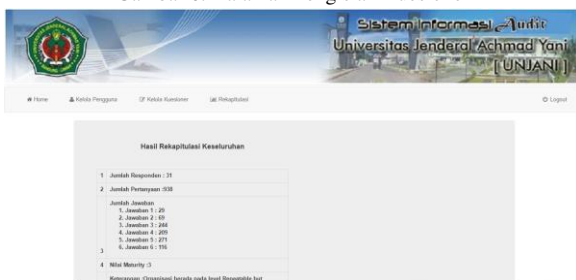 Sistem Informasi Audit
Universitas Jenderal Achmad Yani
[UNJANI]
Home Kelola Pengguna Kelola Kuesioner Rekapitulasi Logout
Hasil Rekapitulasi Keseluruhan
1 Jumlah Responden : 31
2 Jumlah Pertanyaan :938
Jumlah Jawaban
1. Jawaban 1 : 29
2. Jawaban 2 : 69
3. Jawaban 3 : 244
4. Jawaban 4 : 209
5. Jawaban 5 : 271
6. Jawaban 6 : 116
3
4 Nilai Maturity :3
Keterangan :Organisasi berada pada level Repeatable but